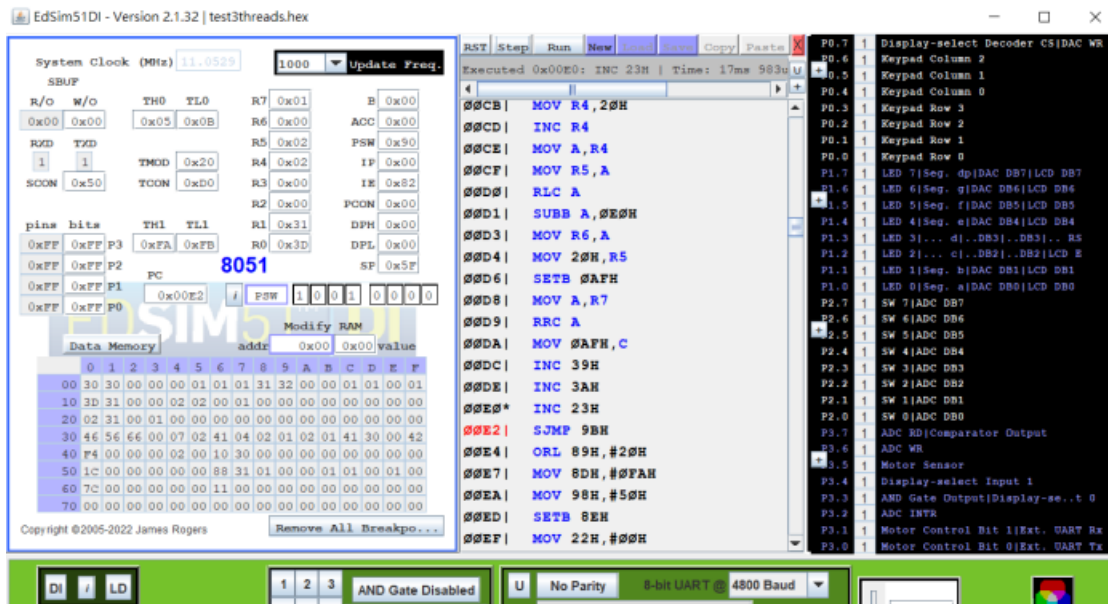 EdSim51DI - Version 2.1.32 | test3threads.hex
System Clock (MHz) 11.0529 1000 Update Freq.
SBUF
R/O W/O TH0 TL0 R7 0x01 B 0x00
0x00 0x00 0x05 0x0B R6 0x00 ACC 0x00
RXD TXD R5 0x02 PSW 0x90
1 1 TMOD 0x20 R4 0x02 IP 0x00
SCON 0x50 TCON 0xD0 R3 0x00 IE 0x82
R2 0x00 PCON 0x00
pins bits TH1 TL1 R1 0x31 DPH 0x00
0xFF 0xFF P3 0xFA 0xFB R0 0x3D DPL 0x00
0xFF 0xFF P2 8051 SP 0x5F
0xFF 0xFF P1 PC 0x00E2 i PSW 1 0 0 1 0 0 0 0
0xFF 0xFF P0
EDSIM51DI
Modify RAM
Data Memory addr 0x00 0x00 value
0 1 2 3 4 5 6 7 8 9 A B C D E F
00 30 30 00 00 00 01 01 01 31 32 00 00 01 01 00 01
10 3D 31 00 00 02 02 00 01 00 00 00 00 00 00 00 00
20 02 31 00 01 00 00 00 00 00 00 00 00 00 00 00 00
30 46 56 66 00 07 02 41 04 02 01 02 01 41 30 00 42
40 F4 00 00 00 00 02 00 10 30 00 00 00 00 00 00 00
50 1C 00 00 00 00 00 88 31 01 00 00 01 01 00 01 00
60 7C 00 00 00 00 00 11 00 00 00 00 00 00 00 00 00
70 00 00 00 00 00 00 00 00 00 00 00 00 00 00 00 00
Copyright ©2005-2022 James Rogers Remove All Breakpo...
RST Step Run New Load Save Copy Paste X
Executed 0x00E0: INC 23H | Time: 17ms 983u U
00CB| MOV R4,20H
00CD| INC R4
00CE| MOV A,R4
00CF| MOV R5,A
00D0| RLC A
00D1| SUBB A,0E0H
00D3| MOV R6,A
00D4| MOV 20H,R5
00D6| SETB 0AFH
00D8| MOV A,R7
00D9| RRC A
00DA| MOV 0AFH,C
00DC| INC 39H
00DE| INC 3AH
00E0* INC 23H
00E2| SJMP 9BH
00E4| ORL 89H,#20H
00E7| MOV 8DH,#0FAH
00EA| MOV 98H,#50H
00ED| SETB 8EH
00EF| MOV 22H,#00H
P0.7 1 Display-select Decoder CS|DAC WR
P0.6 1 Keypad Column 2
P0.5 1 Keypad Column 1
P0.4 1 Keypad Column 0
P0.3 1 Keypad Row 3
P0.2 1 Keypad Row 2
P0.1 1 Keypad Row 1
P0.0 1 Keypad Row 0
P1.7 1 LED 7|Seg. dp|DAC DB7|LCD DB7
P1.6 1 LED 6|Seg. g|DAC DB6|LCD DB6
P1.5 1 LED 5|Seg. f|DAC DB5|LCD DB5
P1.4 1 LED 4|Seg. e|DAC DB4|LCD DB4
P1.3 1 LED 3|... d|..DB3|..DB3|.. RS
P1.2 1 LED 2|... c|..DB2|..DB2|LCD E
P1.1 1 LED 1|Seg. b|DAC DB1|LCD DB1
P1.0 1 LED 0|Seg. a|DAC DB0|LCD DB0
P2.7 1 SW 7|ADC DB7
P2.6 1 SW 6|ADC DB6
P2.5 1 SW 5|ADC DB5
P2.4 1 SW 4|ADC DB4
P2.3 1 SW 3|ADC DB3
P2.2 1 SW 2|ADC DB2
P2.1 1 SW 1|ADC DB1
P2.0 1 SW 0|ADC DB0
P3.7 1 ADC RD|Comparator Output
P3.6 1 ADC WR
P3.5 1 Motor Sensor
P3.4 1 Display-select Input 1
P3.3 1 AND Gate Output|Display-se..t 0
P3.2 1 ADC INTR
P3.1 1 Motor Control Bit 1|Ext. UART Rx
P3.0 1 Motor Control Bit 0|Ext. UART Tx
DI i LD 1 2 3 AND Gate Disabled U No Parity 8-bit UART @ 4800 Baud